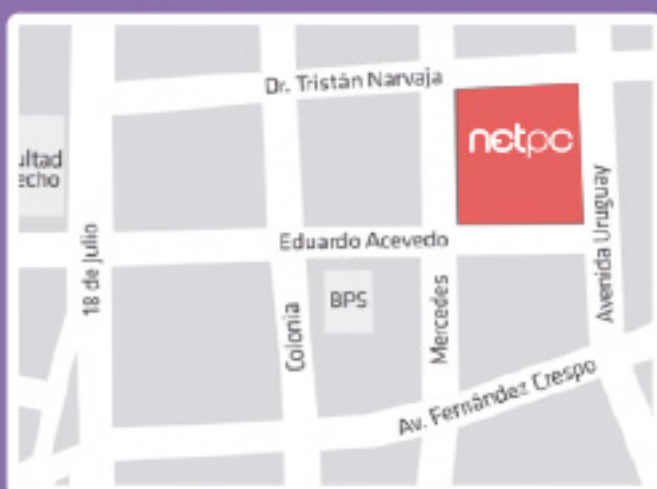 Dr. Tristán Narvaja
netpc
ultad
echo
Avenida Uruguay
18 de Julio
Eduardo Acevedo
BPS
Colonia
Mercedes
Av. Fernández Crespo